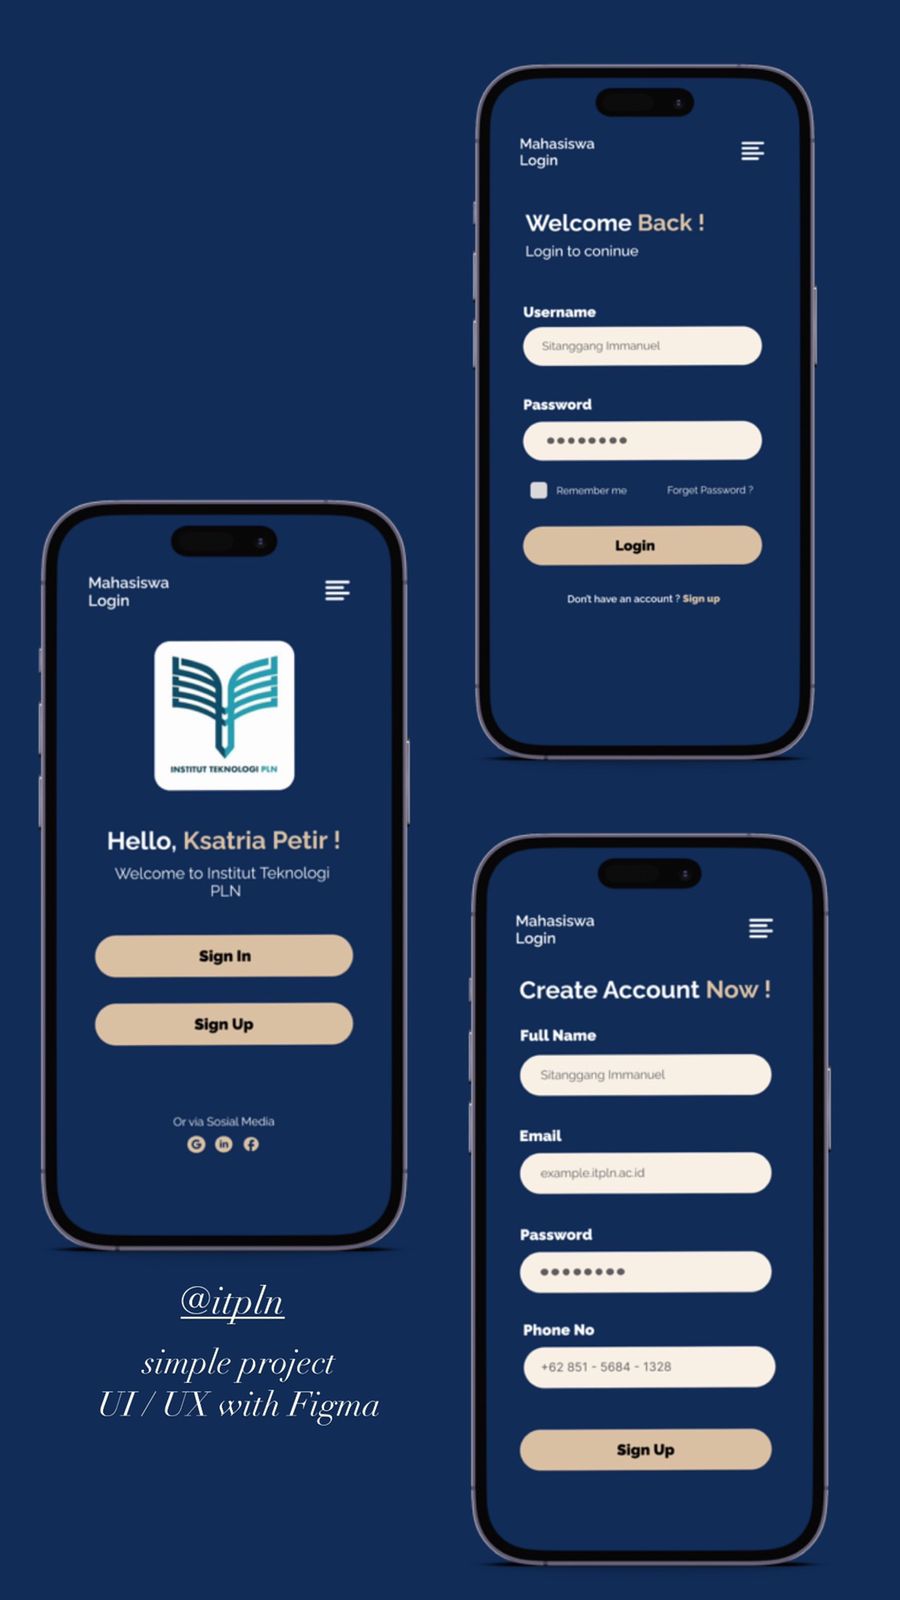 Mahasiswa
Login
Welcome Back !
Login to coninue
Username
Sitanggang Immanuel
Password
Remember me
Forget Password ?
Login
Don't have an account ? Sign up
Mahasiswa
Login
INSTITUT TEKNOLOGI PLN
Hello, Ksatria Petir !
Welcome to Institut Teknologi
PLN
Sign In
Sign Up
Or via Sosial Media
G in f
@itpln
simple project
UI / UX with Figma
Mahasiswa
Login
Create Account Now !
Full Name
Sitanggang Immanuel
Email
example.itpln.ac.id
Password
Phone No
+62 851 - 5684 - 1328
Sign Up